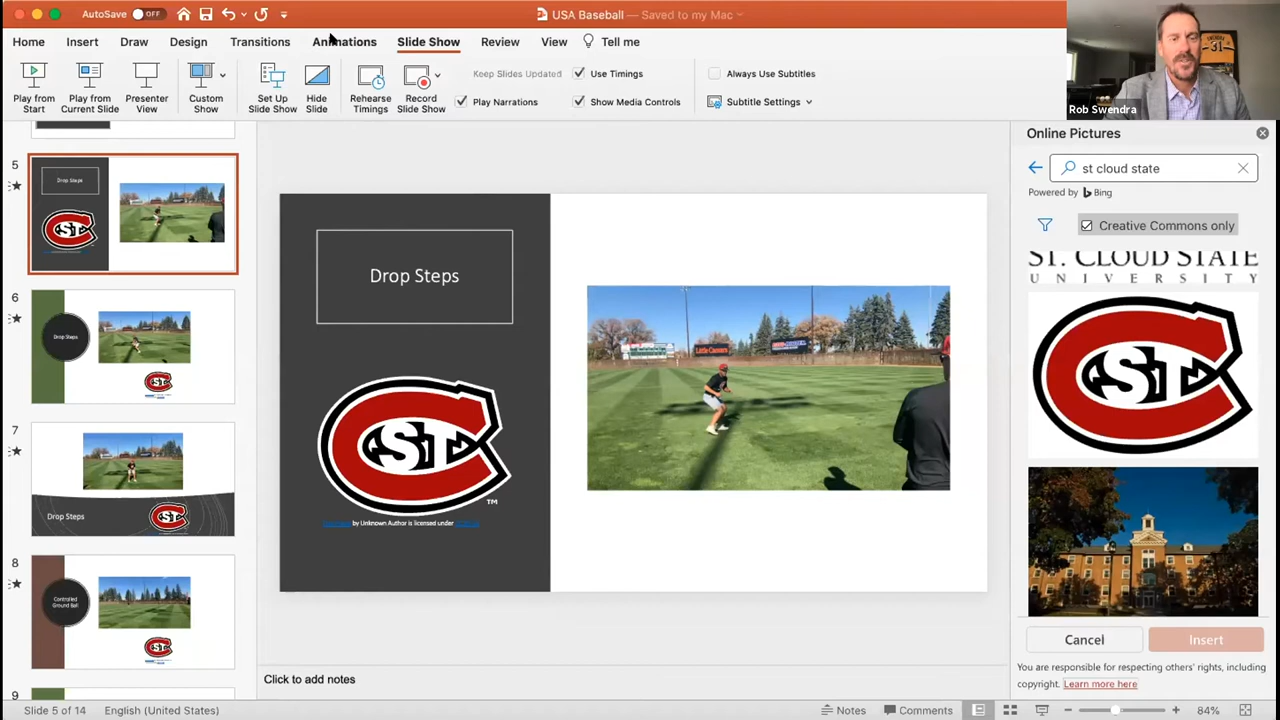 AutoSave OFF
USA Baseball — Saved to my Mac
Home Insert Draw Design Transitions Animations Slide Show Review View Tell me
Play from Start
Play from Current Slide
Presenter View
Custom Show
Set Up Slide Show
Hide Slide
Rehearse Timings
Record Slide Show
Keep Slides Updated
Use Timings
Play Narrations
Show Media Controls
Always Use Subtitles
Subtitle Settings
Rob Swendra
31
5
Drop Steps
6
Drop Steps
7
Drop Steps
8
Controlled
Ground Ball
9
Drop Steps
ST
TM
by Unknown Author is licensed under
Little Caesars
Click to add notes
Online Pictures
st cloud state
Powered by Bing
Creative Commons only
ST. CLOUD STATE
UNIVERSITY
ST
Cancel
Insert
You are responsible for respecting others' rights, including
copyright. Learn more here
Slide 5 of 14
English (United States)
Notes
Comments
84%